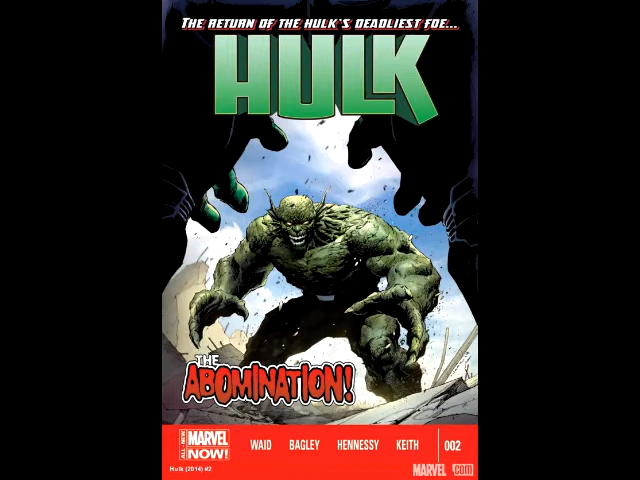 THE RETURN OF THE HULK'S DEADLIEST FOE...
HULK
THE
ABOMINATION!
ALL-NEW
MARVEL
NOW!
WAID BAGLEY HENNESSY KEITH 002
Hulk (2014) #2
MARVEL .com